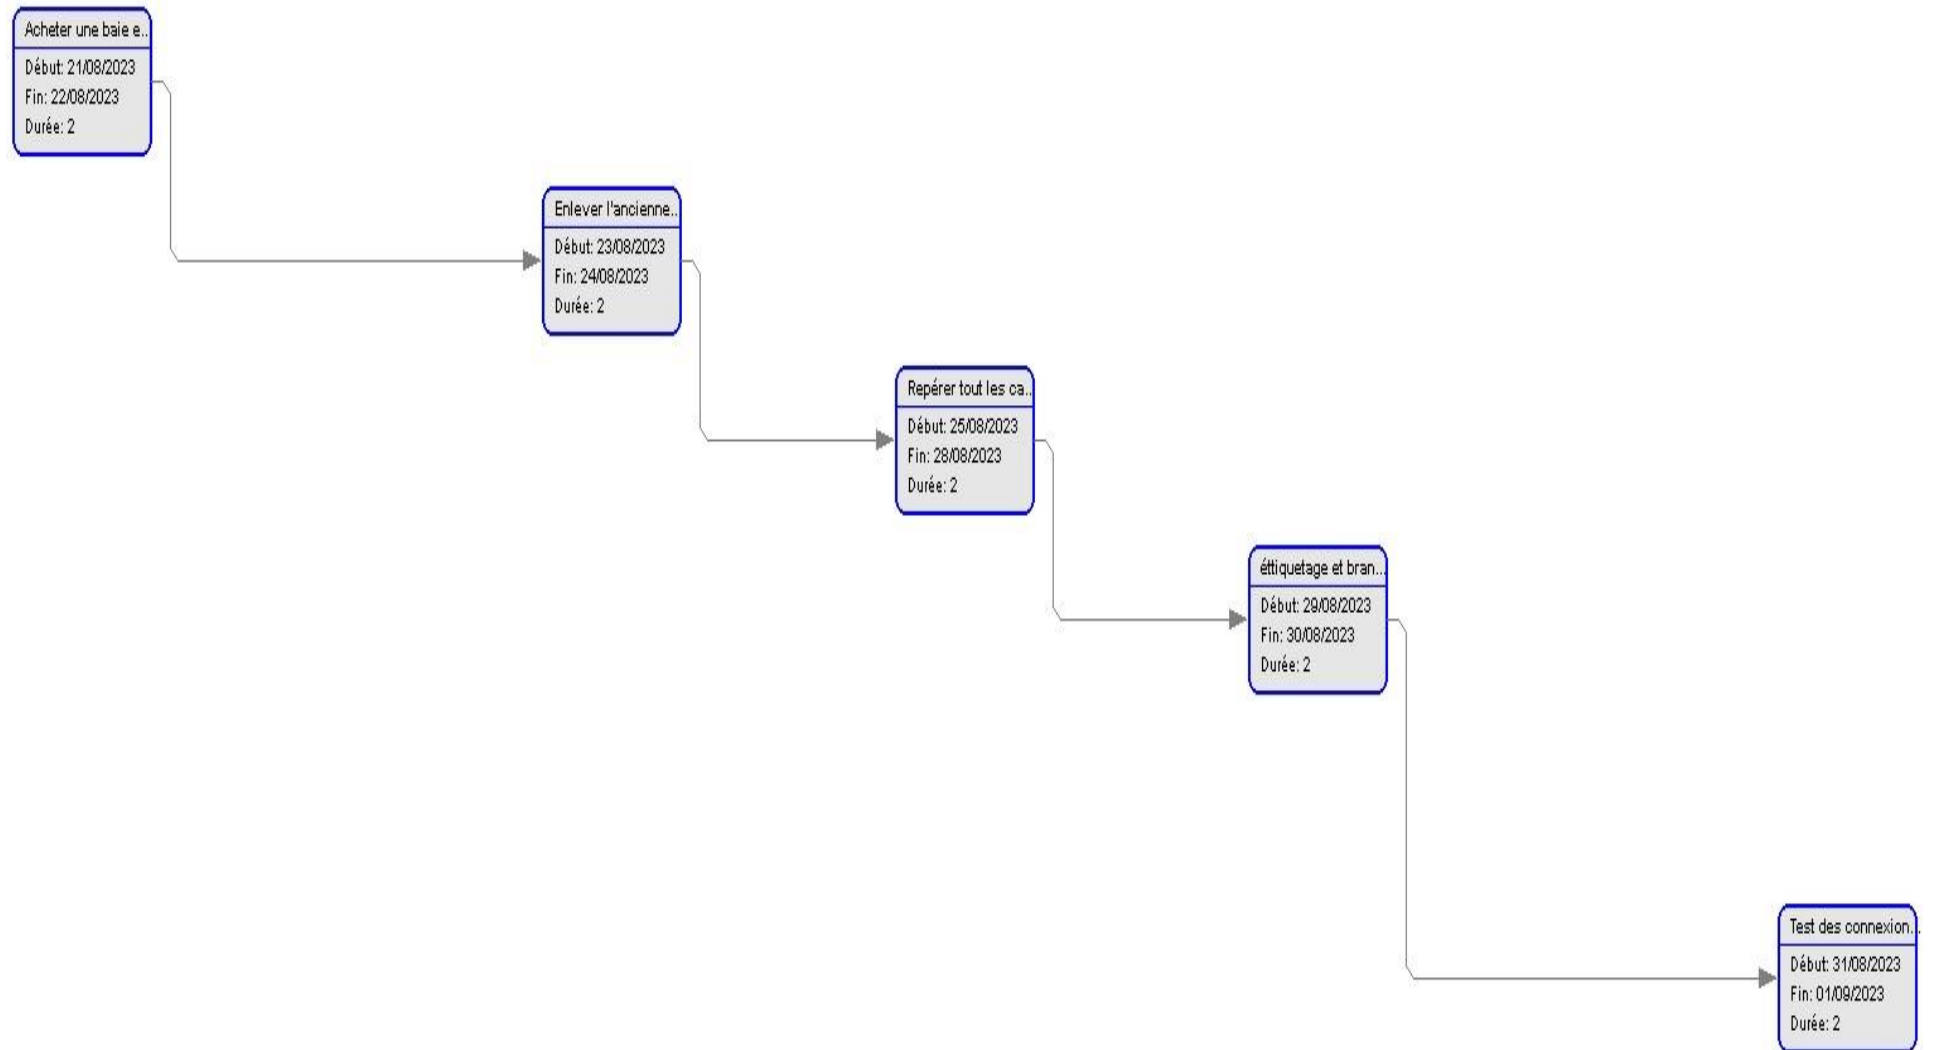 Acheter une baie e..
Début: 21/08/2023
Fin: 22/08/2023
Durée: 2
Enlever l'ancienne..
Début: 23/08/2023
Fin: 24/08/2023
Durée: 2
Repérer tout les ca..
Début: 25/08/2023
Fin: 28/08/2023
Durée: 2
éttiquetage et bran...
Début: 29/08/2023
Fin: 30/08/2023
Durée: 2
Test des connexion...
Début: 31/08/2023
Fin: 01/09/2023
Durée: 2